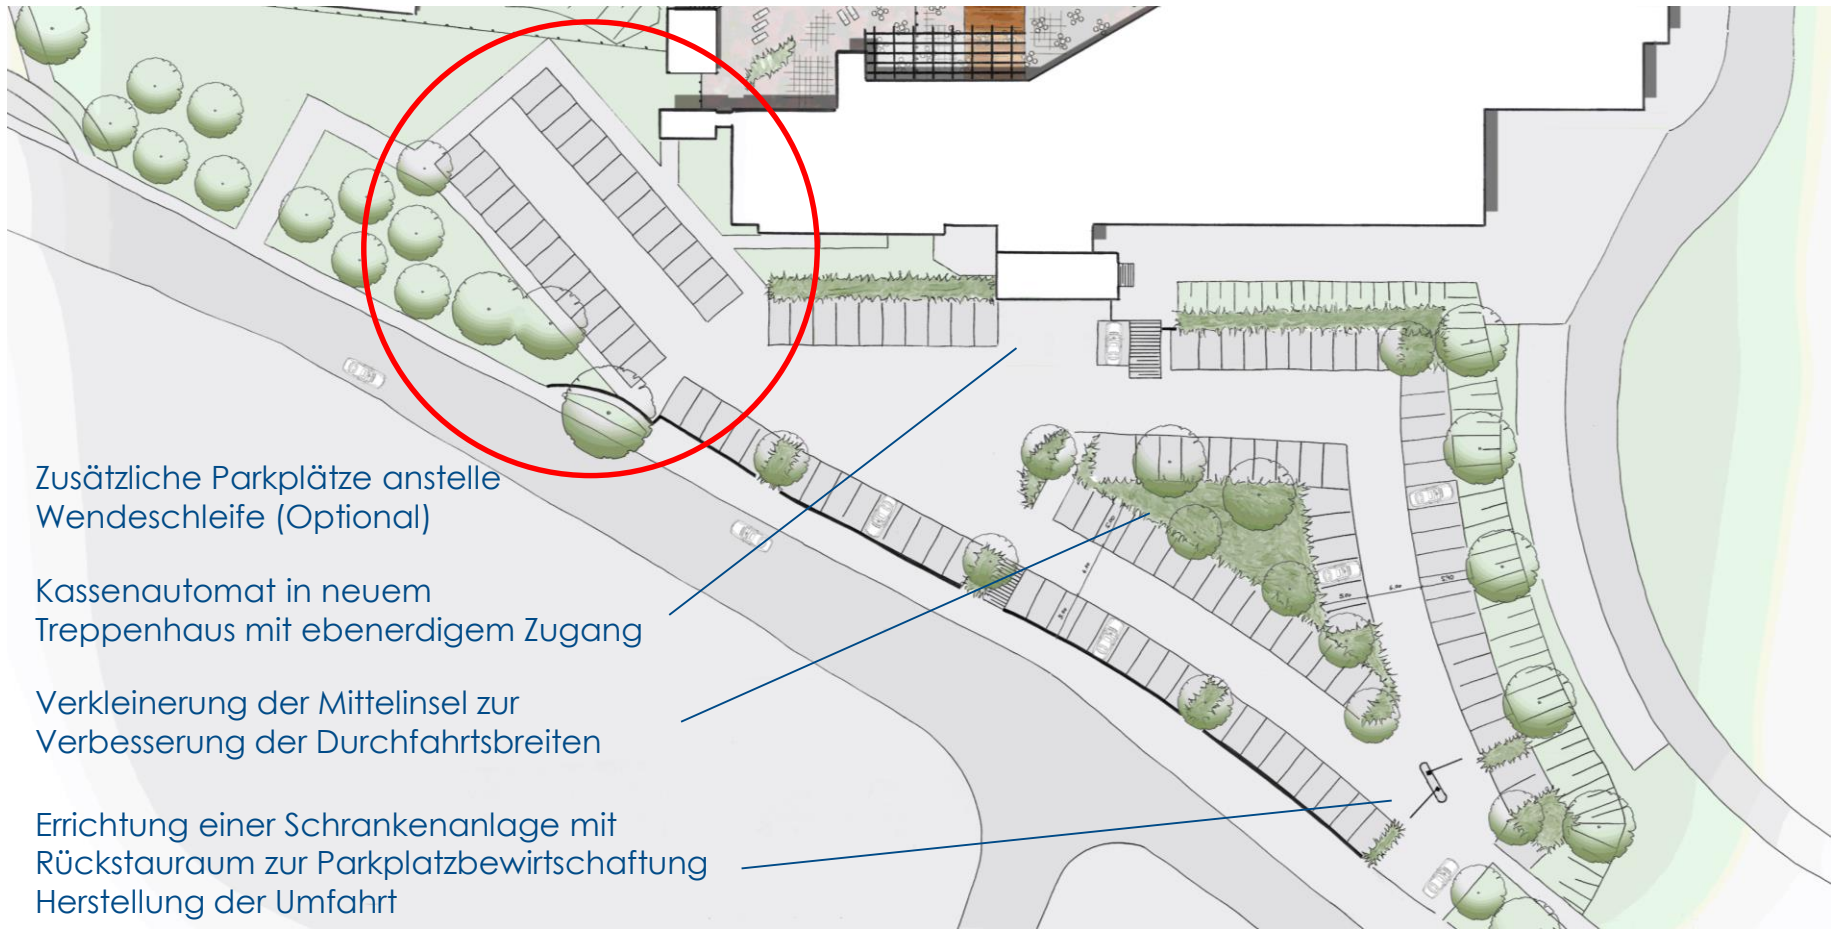 Zusätzliche Parkplätze anstelle
Wendeschleife (Optional)
Kassenautomat in neuem
Treppenhaus mit ebenerdigem Zugang
Verkleinerung der Mittelinsel zur
Verbesserung der Durchfahrtsbreiten
Errichtung einer Schrankenanlage mit
Rückstauraum zur Parkplatzbewirtschaftung
Herstellung der Umfahrt